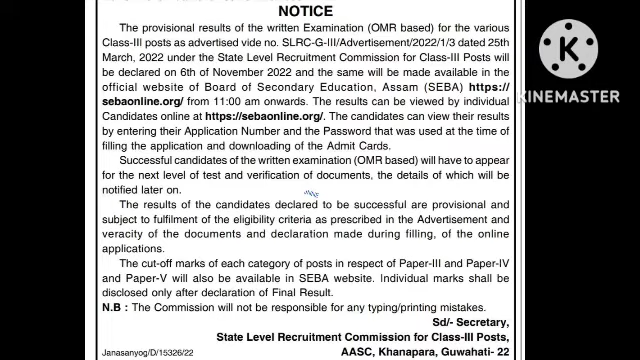 NOTICE
The provisional results of the written Examination (OMR based) for the various
Class-III posts as advertised vide no. SLRC-G-III/Advertisement/2022/1/3 dated 25th
March, 2022 under the State Level Recruitment Commission for Class-III Posts will
be declared on 6th of November 2022 and the same will be made available in the
official website of Board of Secondary Education, Assam (SEBA) https://
sebaonline.org/ from 11:00 am onwards. The results can be viewed by individual
Candidates online at https://sebaonline.org/. The candidates can view their results
by entering their Application Number and the Password that was used at the time of
filling the application and downloading of the Admit Cards.
Successful candidates of the written examination (OMR based) will have to appear
for the next level of test and verification of documents, the details of which will be
notified later on.
The results of the candidates declared to be successful are provisional and
subject to fulfilment of the eligibility criteria as prescribed in the Advertisement and
veracity of the documents and declaration made during filling, of the online
applications.
The cut-off marks of each category of posts in respect of Paper-III and Paper-IV
and Paper-V will also be available in SEBA website. Individual marks shall be
disclosed only after declaration of Final Result.
N.B : The Commission will not be responsible for any typing/printing mistakes.
Sd/- Secretary,
State Level Recruitment Commission for Class-III Posts,
Janasanyog/D/15326/22 AASC, Khanapara, Guwahati- 22
K
KINEMASTER